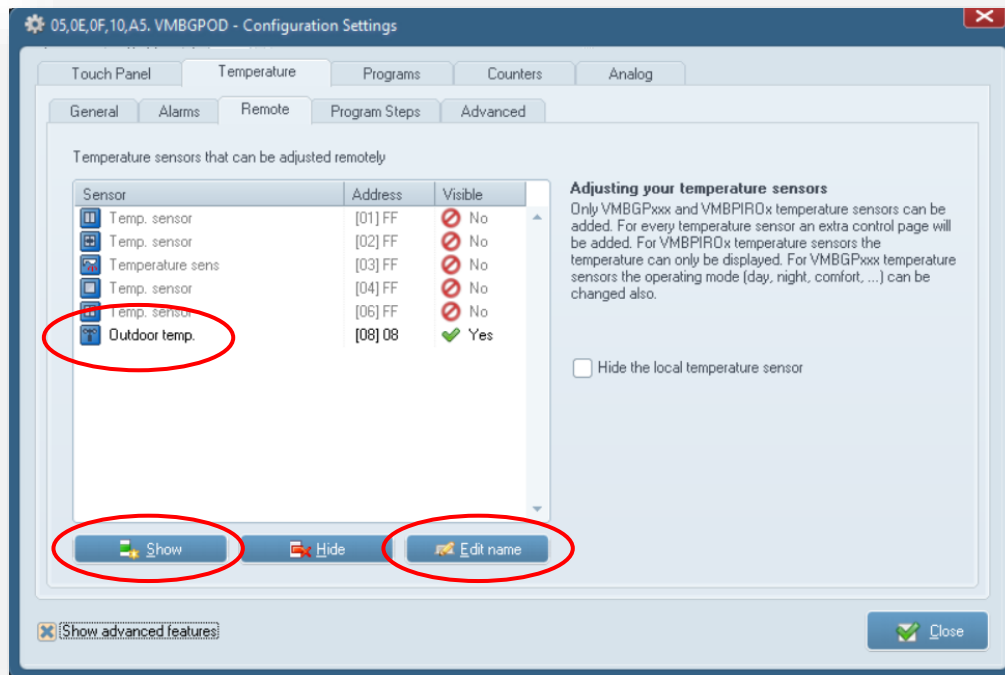 05,0E,0F,10,A5. VMBGPOD - Configuration Settings
Touch Panel Temperature Programs Counters Analog
General Alarms Remote Program Steps Advanced
Temperature sensors that can be adjusted remotely
Sensor Address Visible
Temp. sensor [01] FF No
Temp. sensor [02] FF No
Temperature sens [03] FF No
Temp. sensor [04] FF No
Temp. sensor [06] FF No
Outdoor temp. [08] 08 Yes
Adjusting your temperature sensors
Only VMBGPxxx and VMBPIROx temperature sensors can be
added. For every temperature sensor an extra control page will
be added. For VMBPIROx temperature sensors the
temperature can only be displayed. For VMBGPxxx temperature
sensors the operating mode (day, night, comfort, ...) can be
changed also.
Hide the local temperature sensor
Show Hide Edit name
Show advanced features
Close